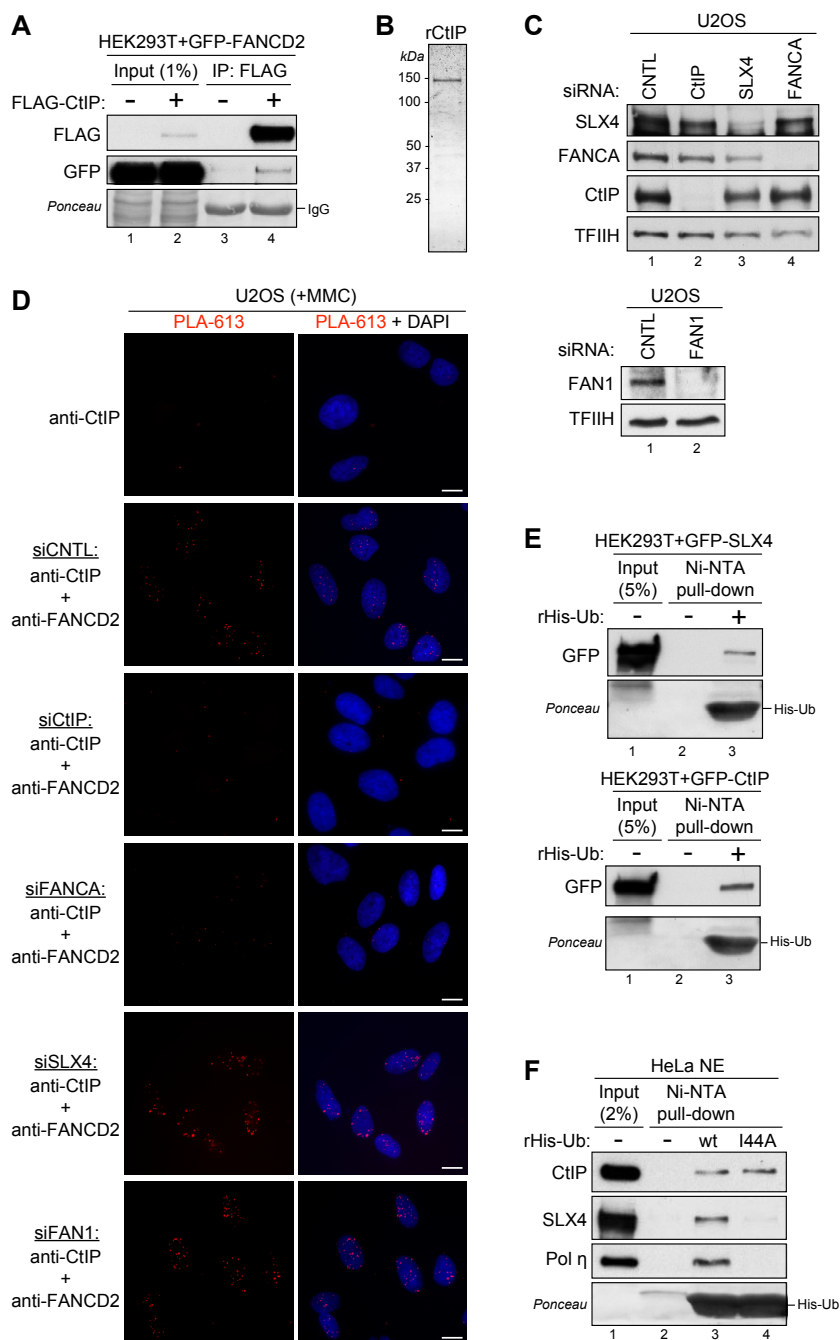 A
HEK293T+GFP-FANCD2
Input (1%) IP: FLAG
FLAG-CtIP: - + - +
FLAG
GFP
Ponceau IgG
1 2 3 4
B
rCtIP
kDa
150
100
50
37
25
C
U2OS
siRNA: CNTL CtIP SLX4 FANCA
SLX4
FANCA
CtIP
TFIIH
1 2 3 4
U2OS
siRNA: CNTL FAN1
FAN1
TFIIH
1 2
D
U2OS (+MMC)
PLA-613 PLA-613 + DAPI
anti-CtIP
siCNTL:
anti-CtIP
+
anti-FANCD2
siCtIP:
anti-CtIP
+
anti-FANCD2
siFANCA:
anti-CtIP
+
anti-FANCD2
siSLX4:
anti-CtIP
+
anti-FANCD2
siFAN1:
anti-CtIP
+
anti-FANCD2
E
HEK293T+GFP-SLX4
Input Ni-NTA
(5%) pull-down
rHis-Ub: - - +
GFP
Ponceau His-Ub
1 2 3
HEK293T+GFP-CtIP
Input Ni-NTA
(5%) pull-down
rHis-Ub: - - +
GFP
Ponceau His-Ub
1 2 3
F
HeLa NE
Input Ni-NTA
(2%) pull-down
rHis-Ub: - - wt I44A
CtIP
SLX4
Pol η
Ponceau His-Ub
1 2 3 4